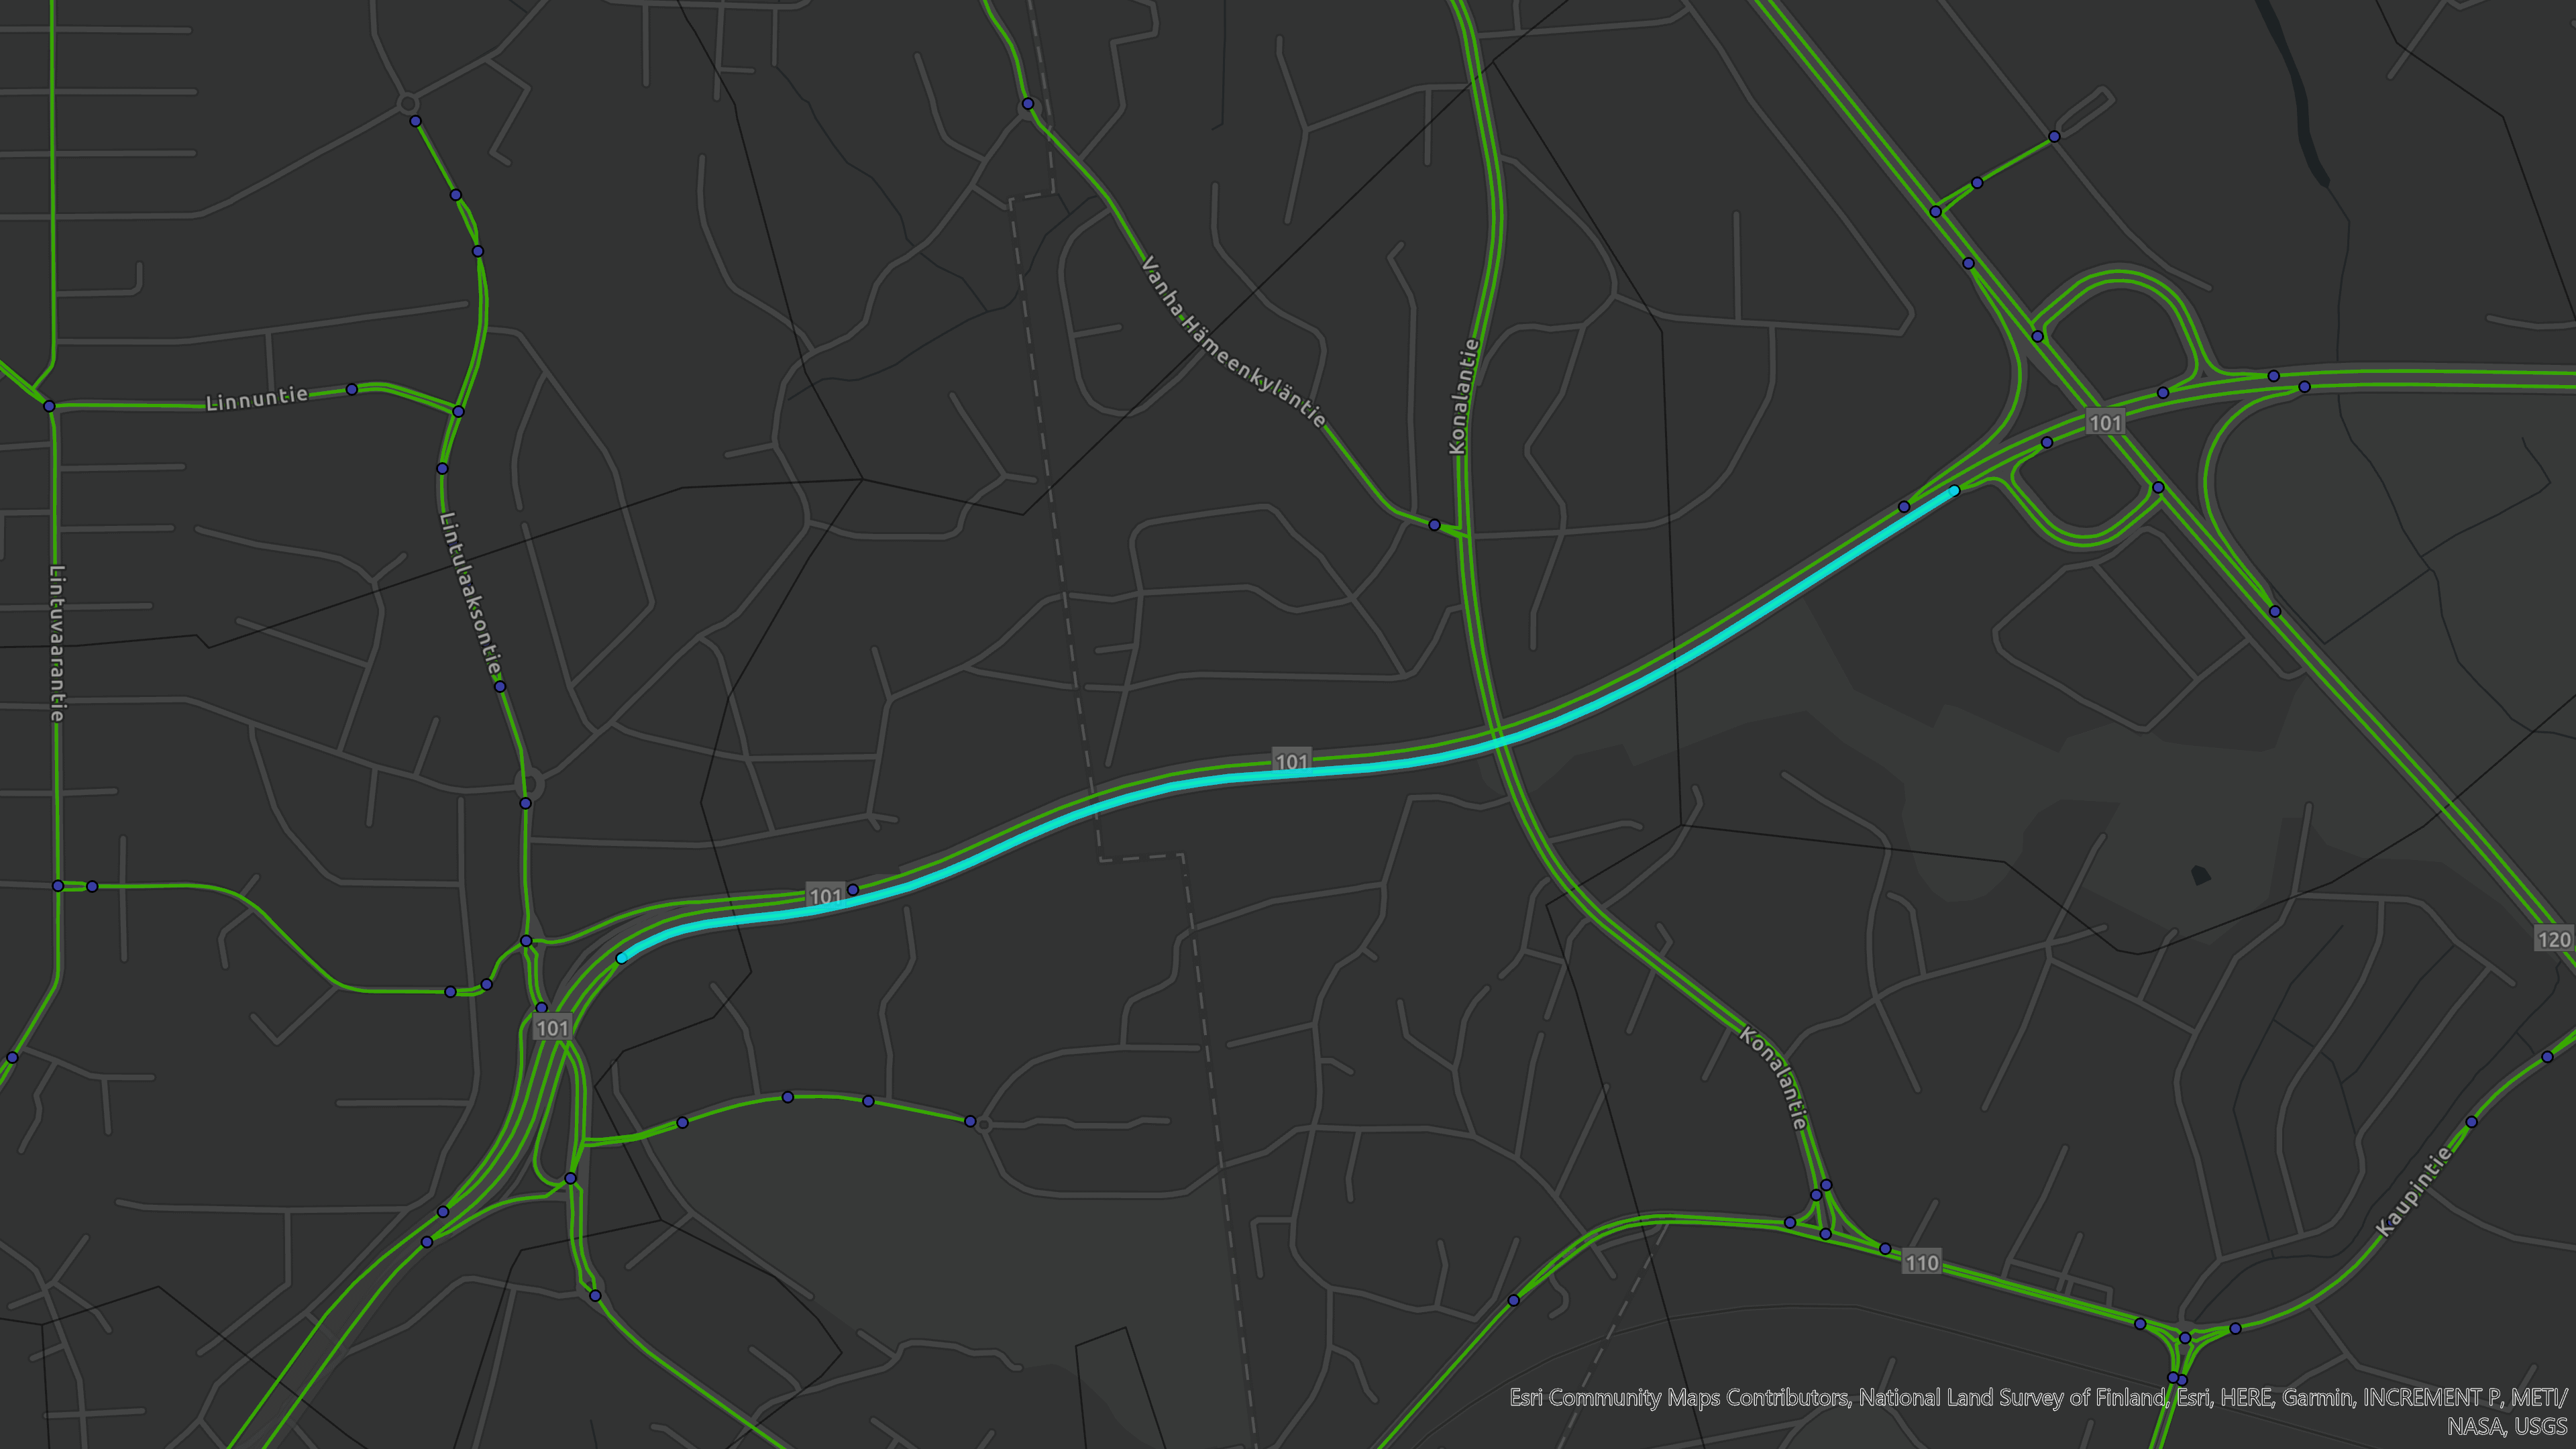 Linnuntie
Vanha Hämeenkyläntie
Konalantie
101
Lintulaaksontie
Lintuvaarantie
101
101
120
101
Konalantie
Kaupintie
110
Esri Community Maps Contributors, National Land Survey of Finland, Esri, HERE, Garmin, INCREMENT P, METI/
NASA, USGS